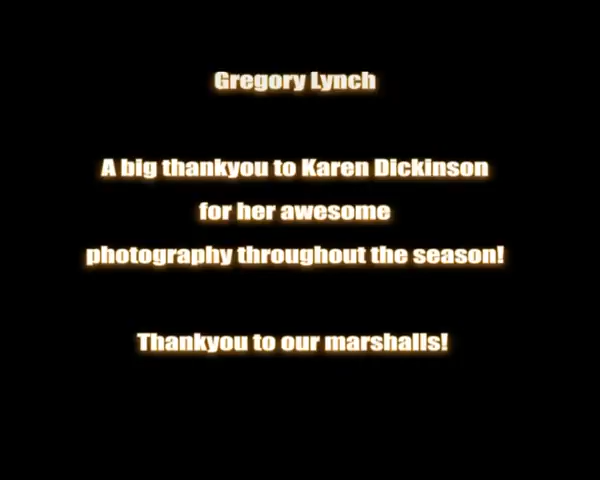 Gregory Lynch
A big thankyou to Karen Dickinson
for her awesome
photography throughout the season!
Thankyou to our marshalls!